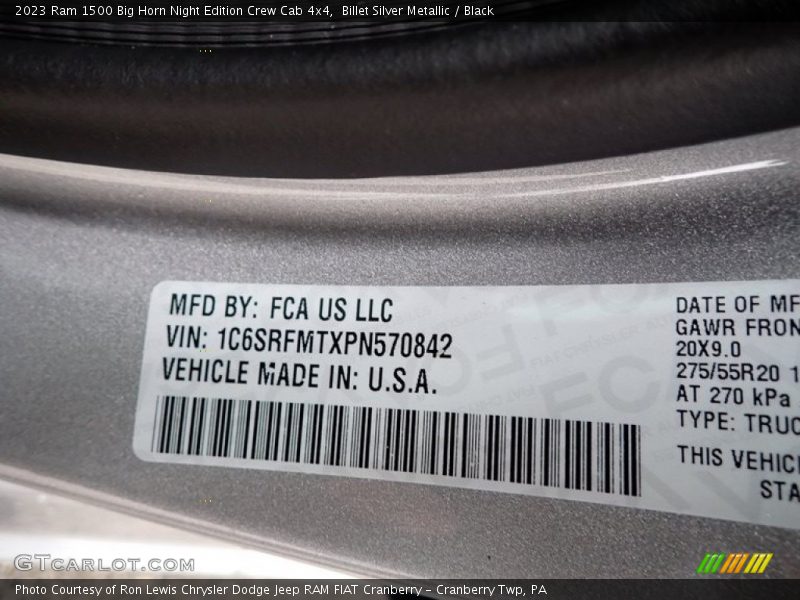 2023 Ram 1500 Big Horn Night Edition Crew Cab 4x4, Billet Silver Metallic / Black
MFD BY: FCA US LLC
VIN: 1C6SRFMTXPN570842
VEHICLE MADE IN: U.S.A.
DATE OF MF
GAWR FRON
20X9.0
275/55R20 1
AT 270 kPa
TYPE: TRUC
THIS VEHICL
STA
GTCARLOT.COM
Photo Courtesy of Ron Lewis Chrysler Dodge Jeep RAM FIAT Cranberry – Cranberry Twp, PA